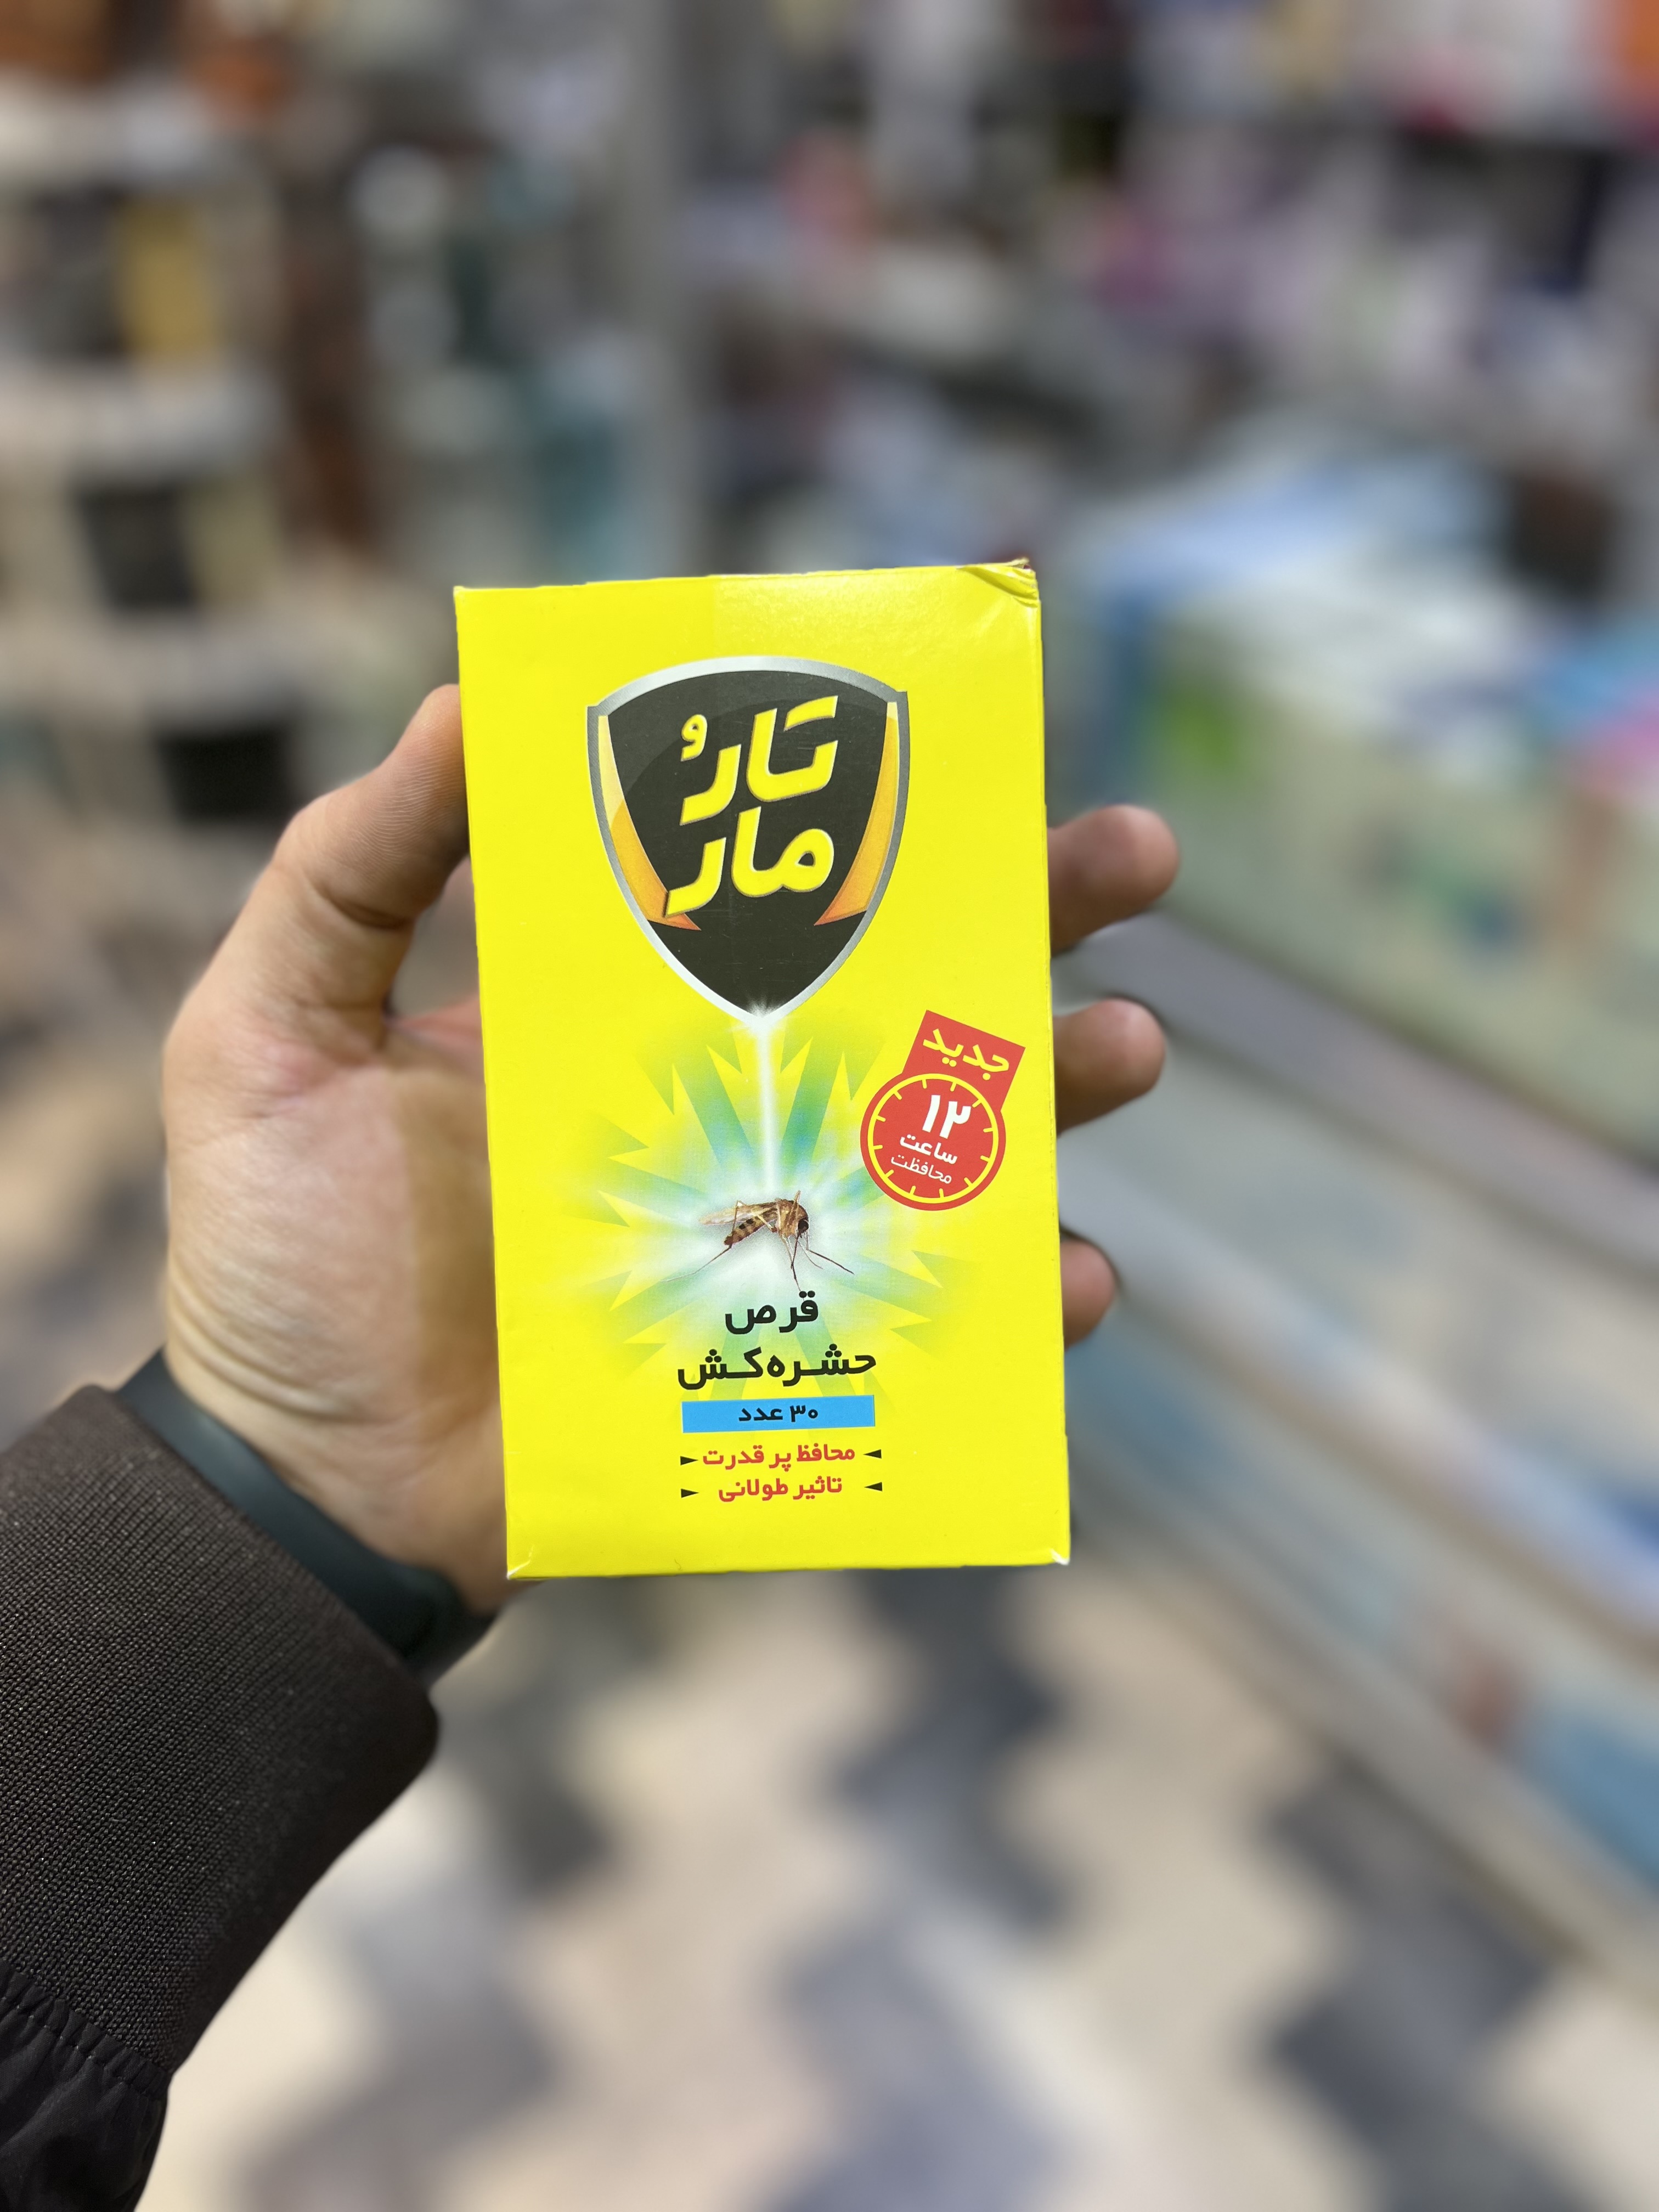 تارُ و
مار
جدید
۱۲
ساعت
محافظت
قرص
حشره‌کش
۳۰ عدد
محافظ پر قدرت
تاثیر طولانی